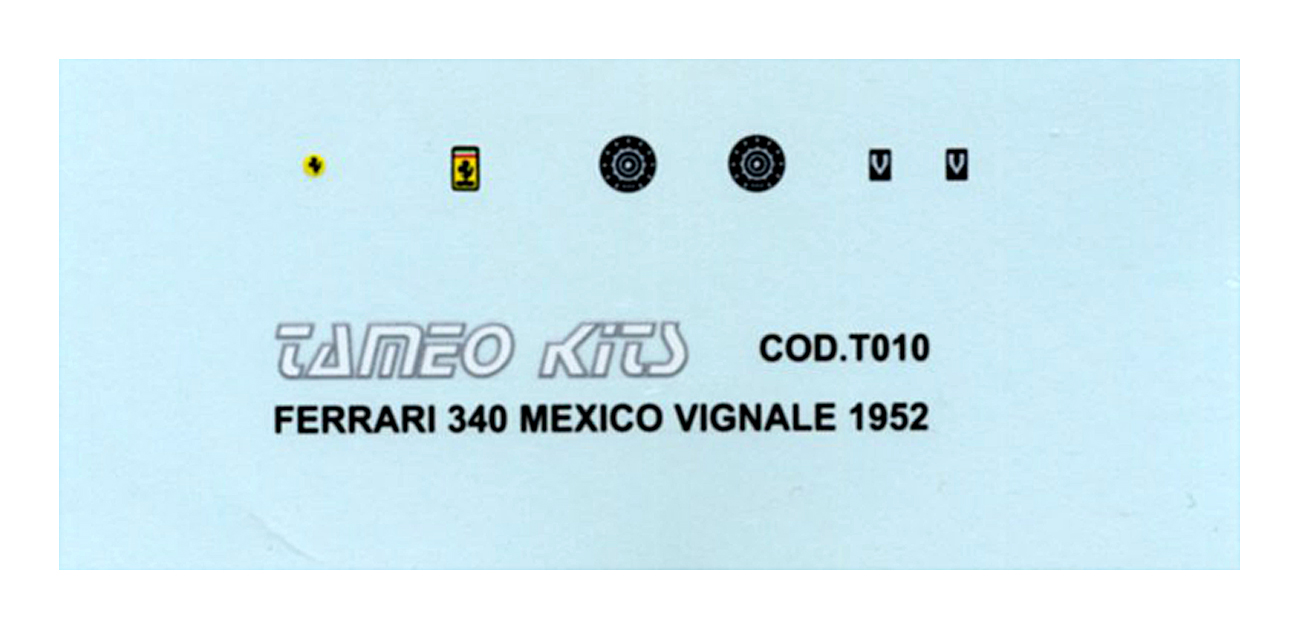 V V
TAMEO KITS COD.T010
FERRARI 340 MEXICO VIGNALE 1952